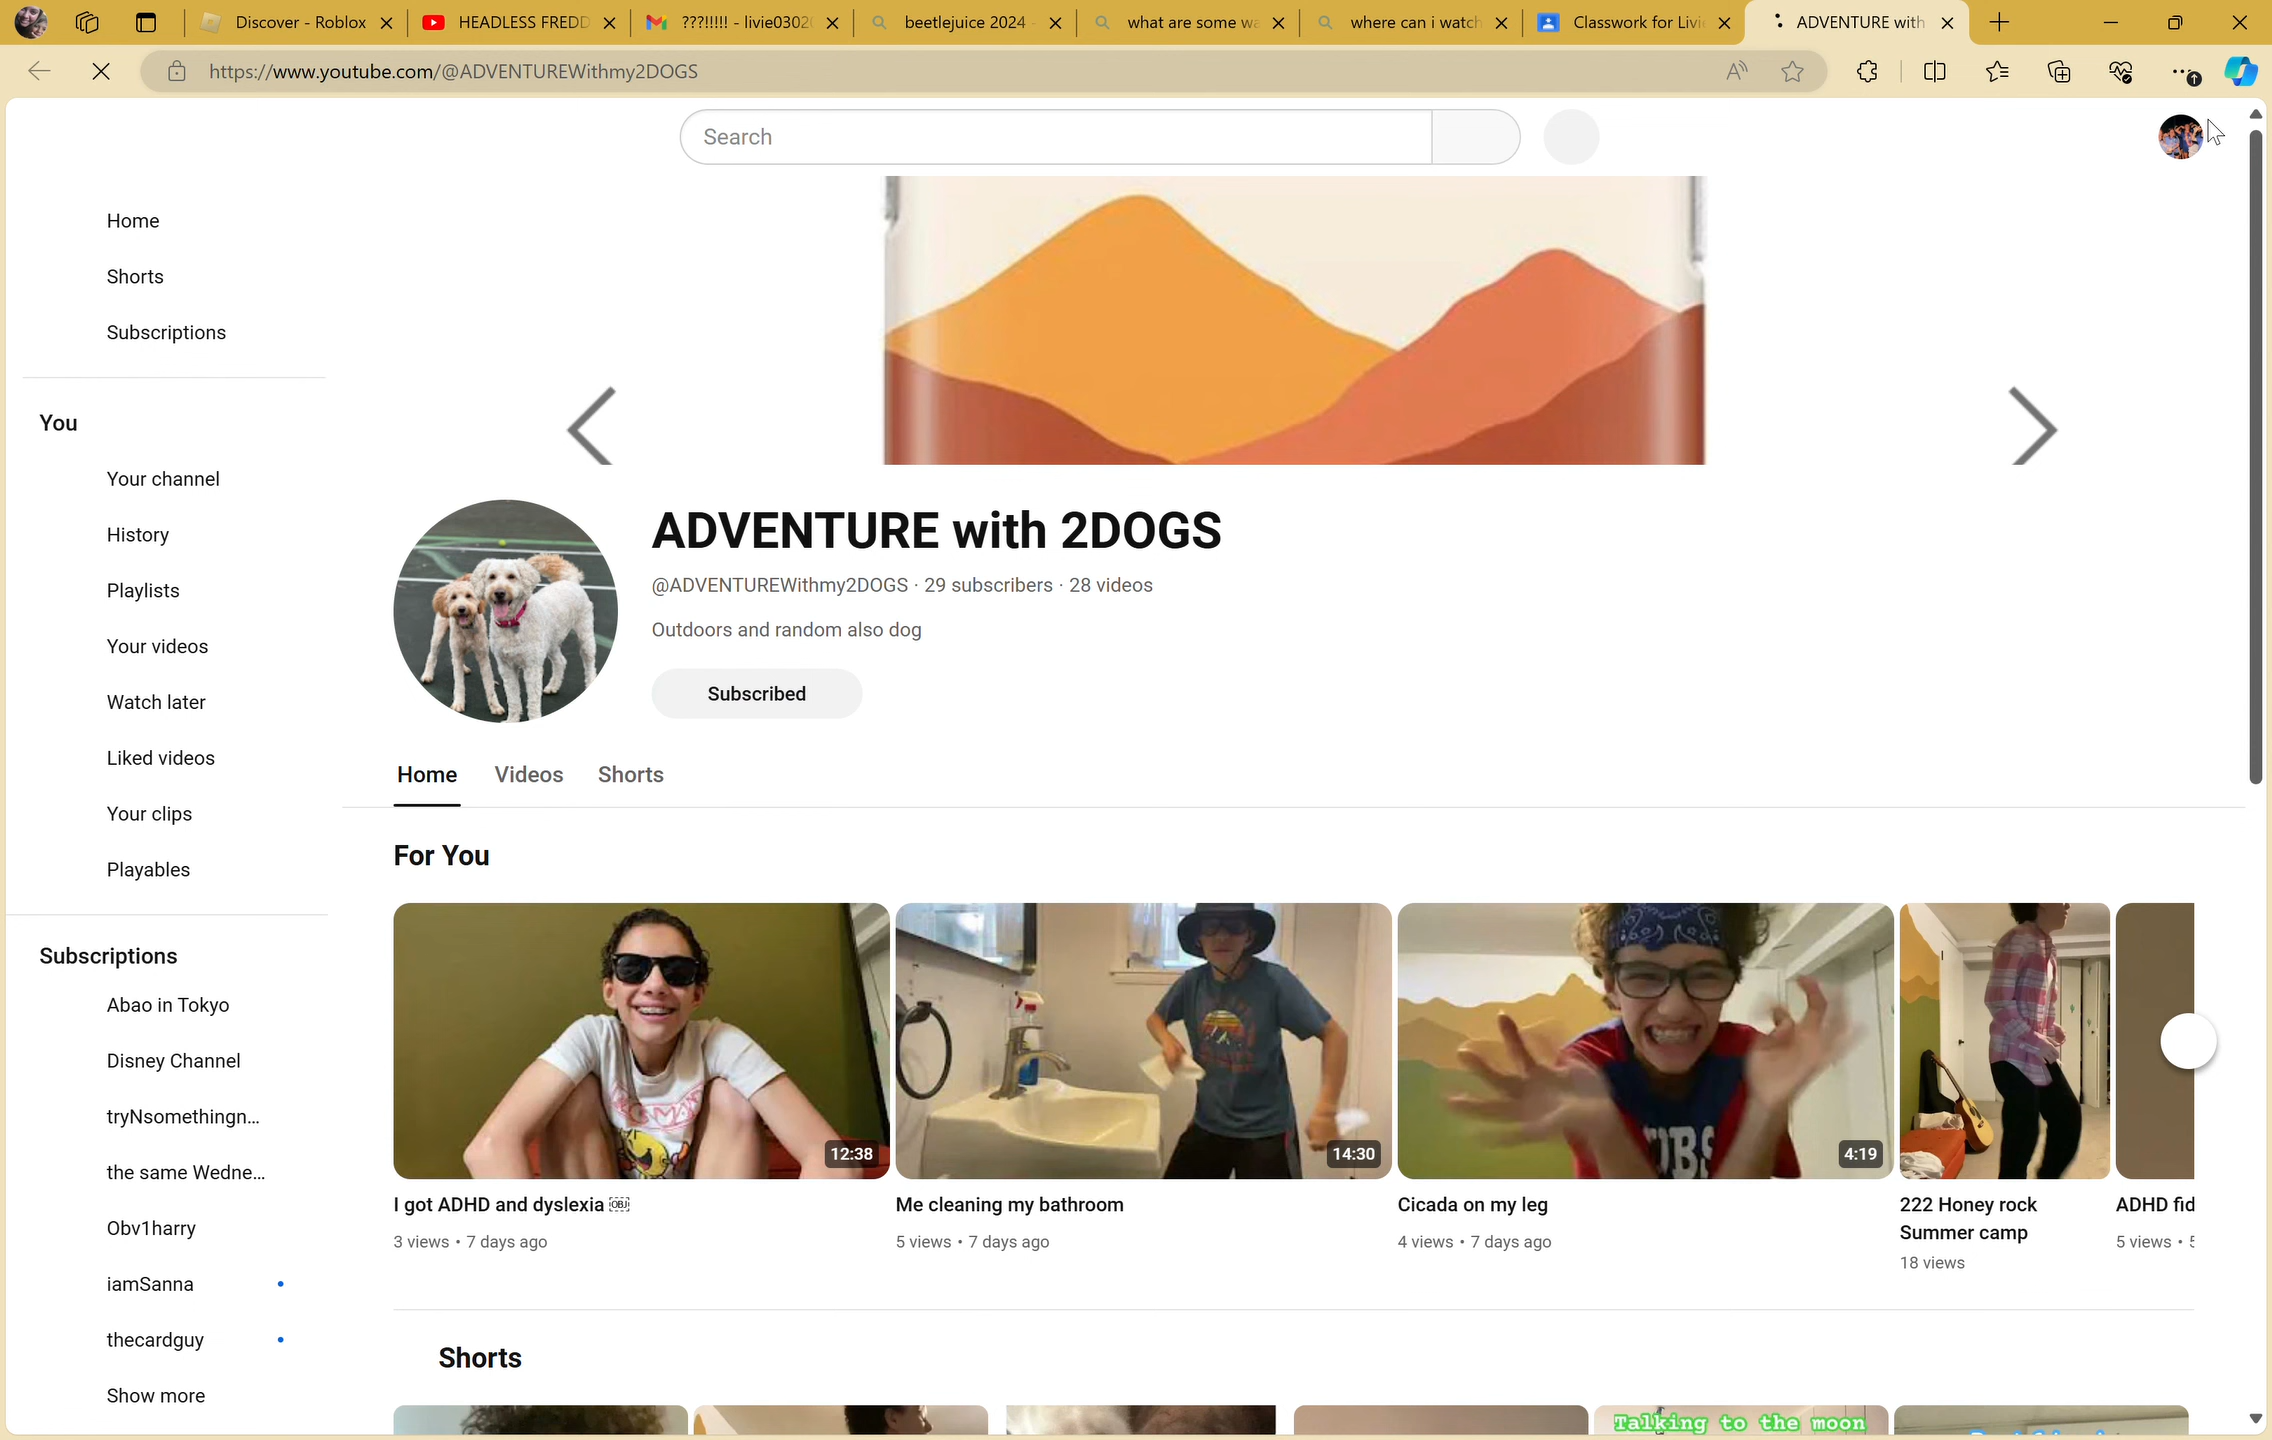 Discover - Roblox
HEADLESS FREDD
???!!!!! - livie0302
beetlejuice 2024 -
what are some wa
where can i watch
Classwork for Livi
ADVENTURE with
https://www.youtube.com/@ADVENTUREWithmy2DOGS
Search
Home
Shorts
Subscriptions
You
Your channel
History
Playlists
Your videos
Watch later
Liked videos
Your clips
Playables
Subscriptions
Abao in Tokyo
Disney Channel
tryNsomethingn...
the same Wedne...
Obv1harry
iamSanna
thecardguy
Show more
ADVENTURE with 2DOGS
@ADVENTUREWithmy2DOGS · 29 subscribers · 28 videos
Outdoors and random also dog
Subscribed
Home Videos Shorts
For You
12:38
14:30
4:19
I got ADHD and dyslexia OBJ
3 views • 7 days ago
Me cleaning my bathroom
5 views • 7 days ago
Cicada on my leg
4 views • 7 days ago
222 Honey rock
Summer camp
18 views
ADHD fid
5 views •
Shorts
Talking to the moon